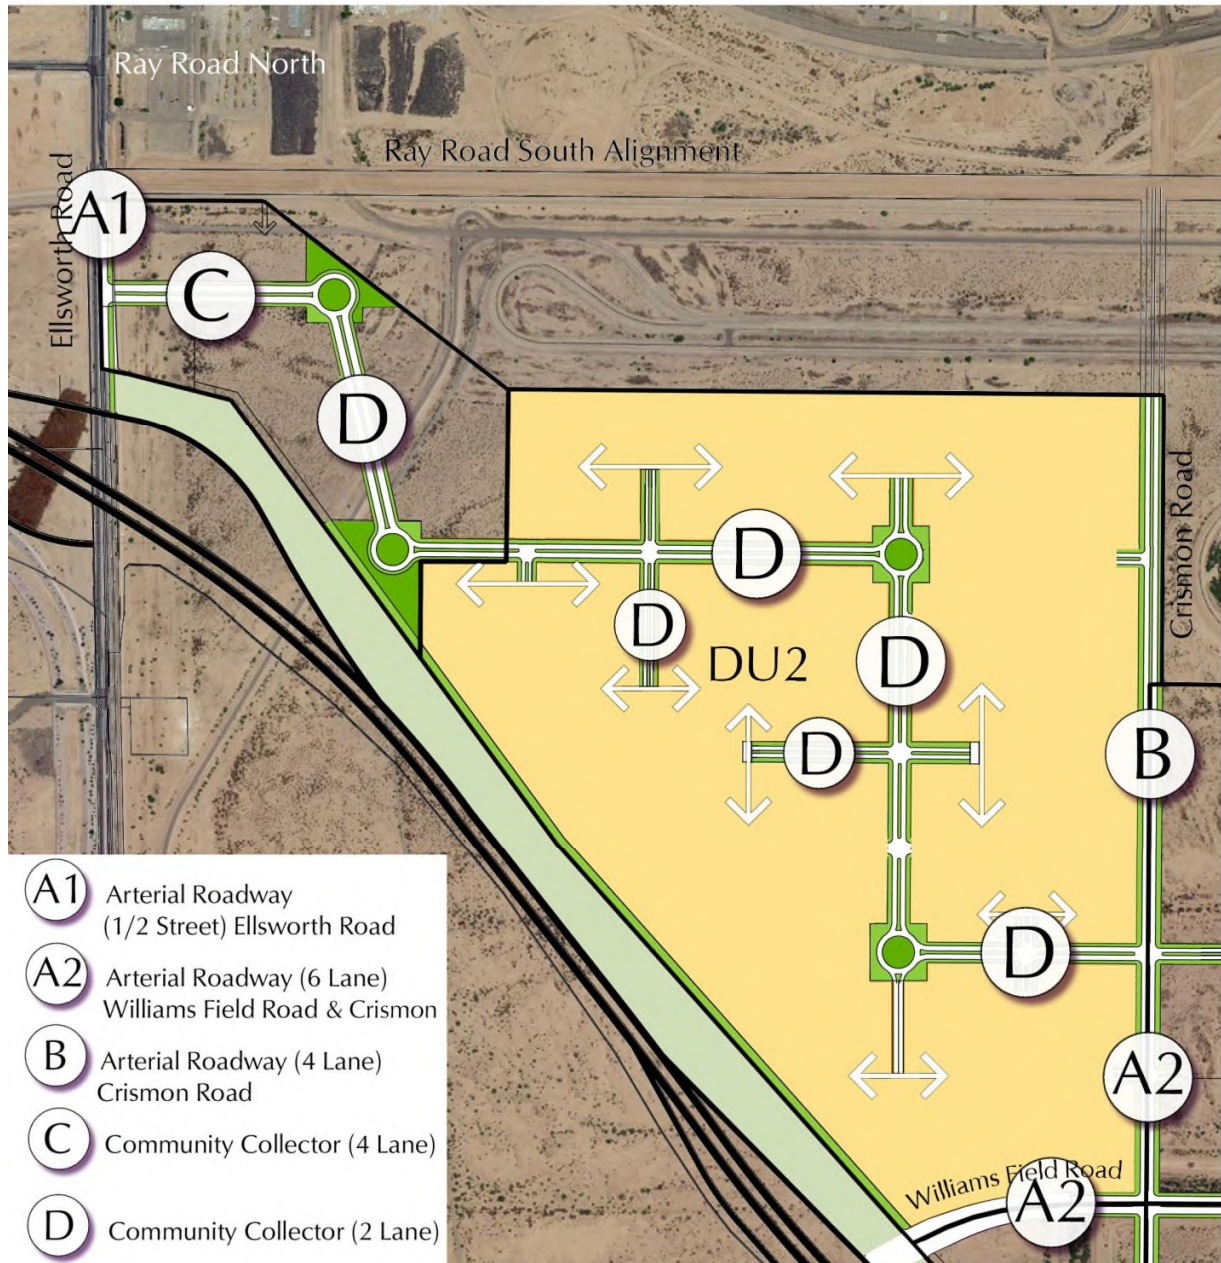 Ray Road North
Ray Road South Alignment
Ellsworth Road
A1
C
D
Crismon Road
D
D
D
DU2
D
B
D
D
A2
Williams Field Road
A2
A1 Arterial Roadway
(1/2 Street) Ellsworth Road
A2 Arterial Roadway (6 Lane)
Williams Field Road & Crismon
B Arterial Roadway (4 Lane)
Crismon Road
C Community Collector (4 Lane)
D Community Collector (2 Lane)